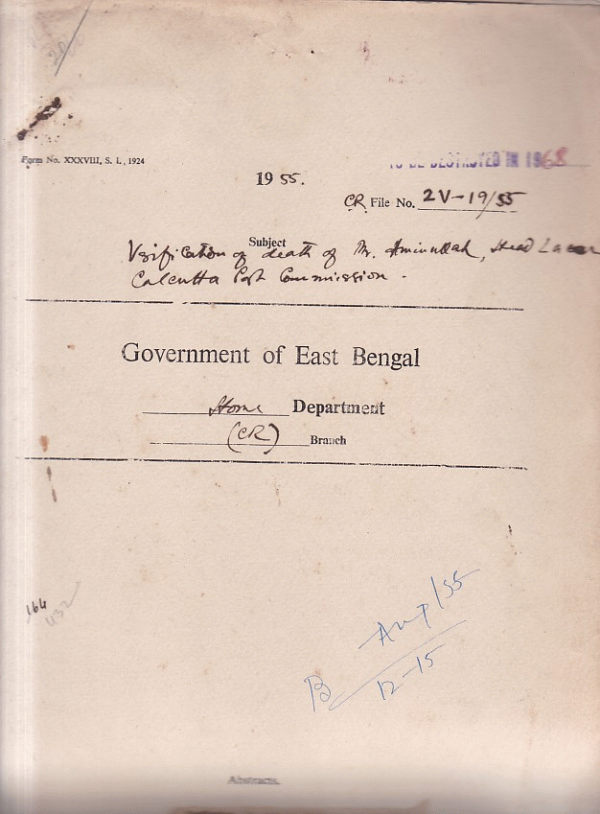 Form No. XXXVIII, S. I., 1924
TO BE DESTROYED IN 1968
1955.
CR File No. 2V-19/55
Subject
Verification of death of Mr. Aminullah, Head Lascar
Calcutta Port Commission.
Government of East Bengal
Home Department
(CR) Branch
164
432
Aug/55
B 12-15
Abstracts.